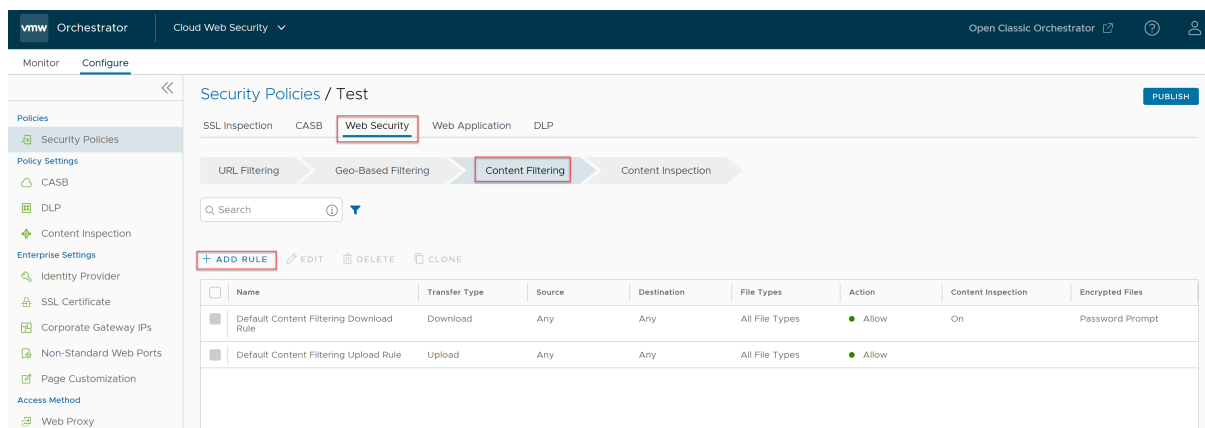 vmw Orchestrator Cloud Web Security Open Classic Orchestrator
Monitor Configure
Security Policies / Test
PUBLISH
Policies
Security Policies
Policy Settings
CASB
DLP
Content Inspection
Enterprise Settings
Identity Provider
SSL Certificate
Corporate Gateway IPs
Non-Standard Web Ports
Page Customization
Access Method
Web Proxy
SSL Inspection CASB Web Security Web Application DLP
URL Filtering Geo-Based Filtering Content Filtering Content Inspection
Search
+ ADD RULE EDIT DELETE CLONE
Name Transfer Type Source Destination File Types Action Content Inspection Encrypted Files
Default Content Filtering Download Download Any Any All File Types Allow On Password Prompt
Rule
Default Content Filtering Upload Rule Upload Any Any All File Types Allow